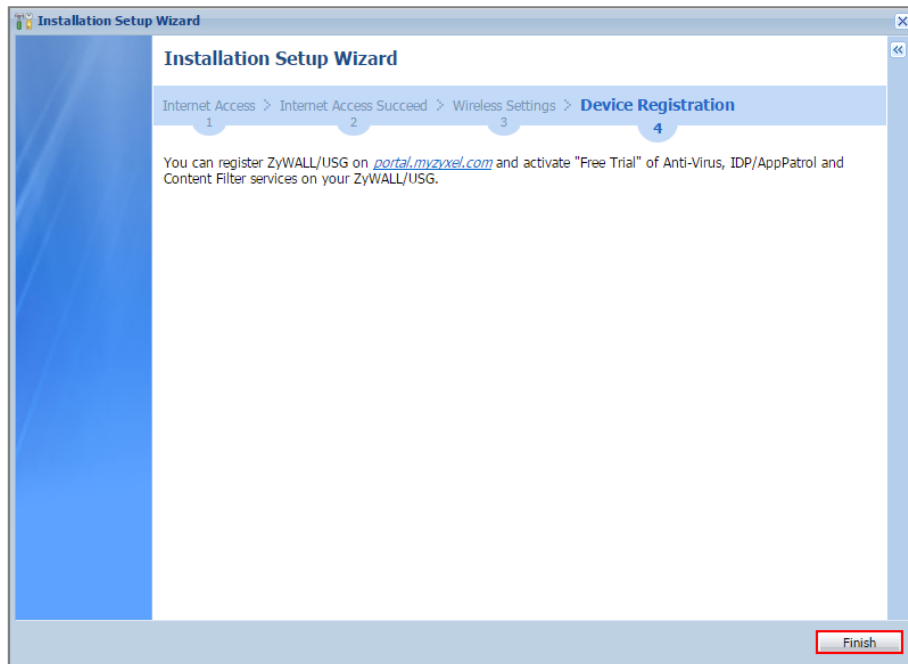 Installation Setup Wizard
Installation Setup Wizard
Internet Access > Internet Access Succeed > Wireless Settings > Device Registration
1 2 3 4
You can register ZyWALL/USG on portal.myzyxel.com and activate "Free Trial" of Anti-Virus, IDP/AppPatrol and
Content Filter services on your ZyWALL/USG.
Finish